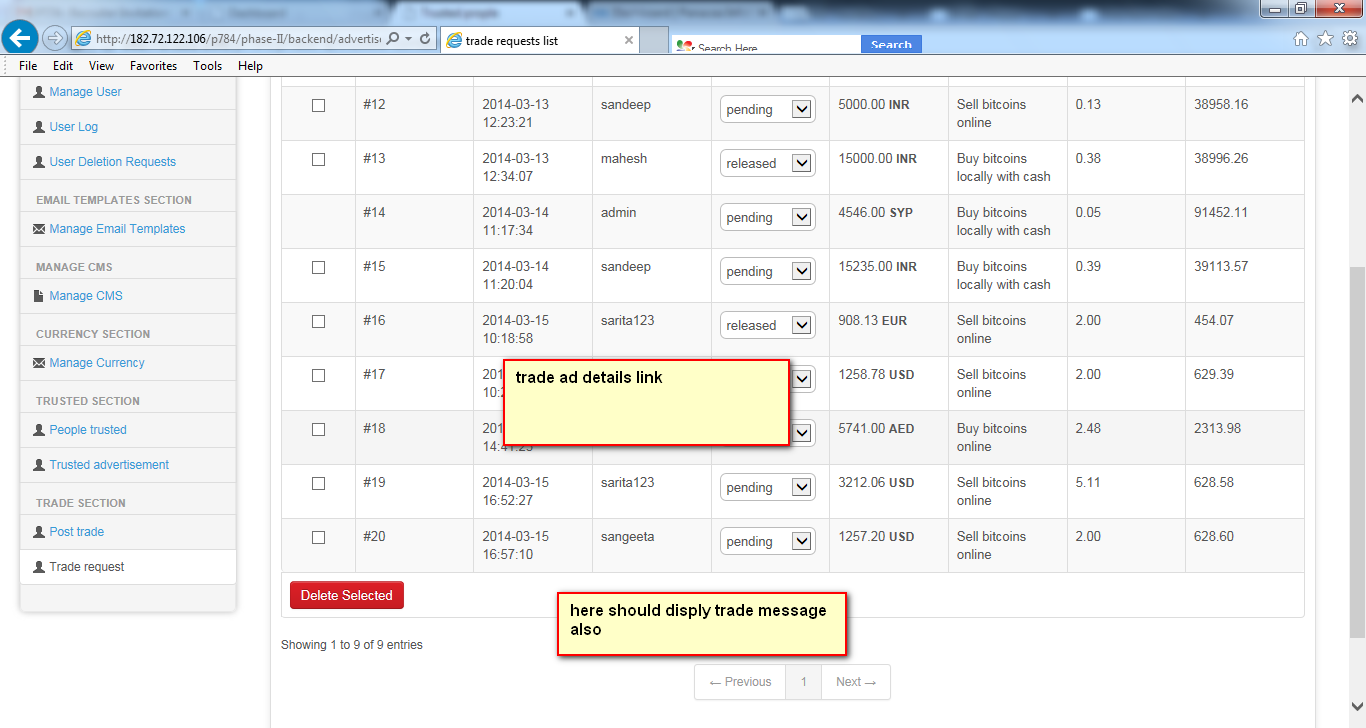 Trusted people
http://182.72.122.106/p784/phase-II/backend/advertis
trade requests list
Search Here
Search
File Edit View Favorites Tools Help
Manage User
User Log
User Deletion Requests
EMAIL TEMPLATES SECTION
Manage Email Templates
MANAGE CMS
Manage CMS
CURRENCY SECTION
Manage Currency
TRUSTED SECTION
People trusted
Trusted advertisement
TRADE SECTION
Post trade
Trade request
#12 2014-03-13 sandeep pending 5000.00 INR Sell bitcoins 0.13 38958.16
12:23:21 online
#13 2014-03-13 mahesh released 15000.00 INR Buy bitcoins 0.38 38996.26
12:34:07 locally with cash
#14 2014-03-14 admin pending 4546.00 SYP Buy bitcoins 0.05 91452.11
11:17:34 locally with cash
#15 2014-03-14 sandeep pending 15235.00 INR Buy bitcoins 0.39 39113.57
11:20:04 locally with cash
#16 2014-03-15 sarita123 released 908.13 EUR Sell bitcoins 2.00 454.07
10:18:58 online
#17 201 1258.78 USD Sell bitcoins 2.00 629.39
online
#18 201 5741.00 AED Buy bitcoins 2.48 2313.98
online
trade ad details link
#19 2014-03-15 sarita123 pending 3212.06 USD Sell bitcoins 5.11 628.58
16:52:27 online
#20 2014-03-15 sangeeta pending 1257.20 USD Sell bitcoins 2.00 628.60
16:57:10 online
Delete Selected
here should disply trade message
also
Showing 1 to 9 of 9 entries
← Previous 1 Next →